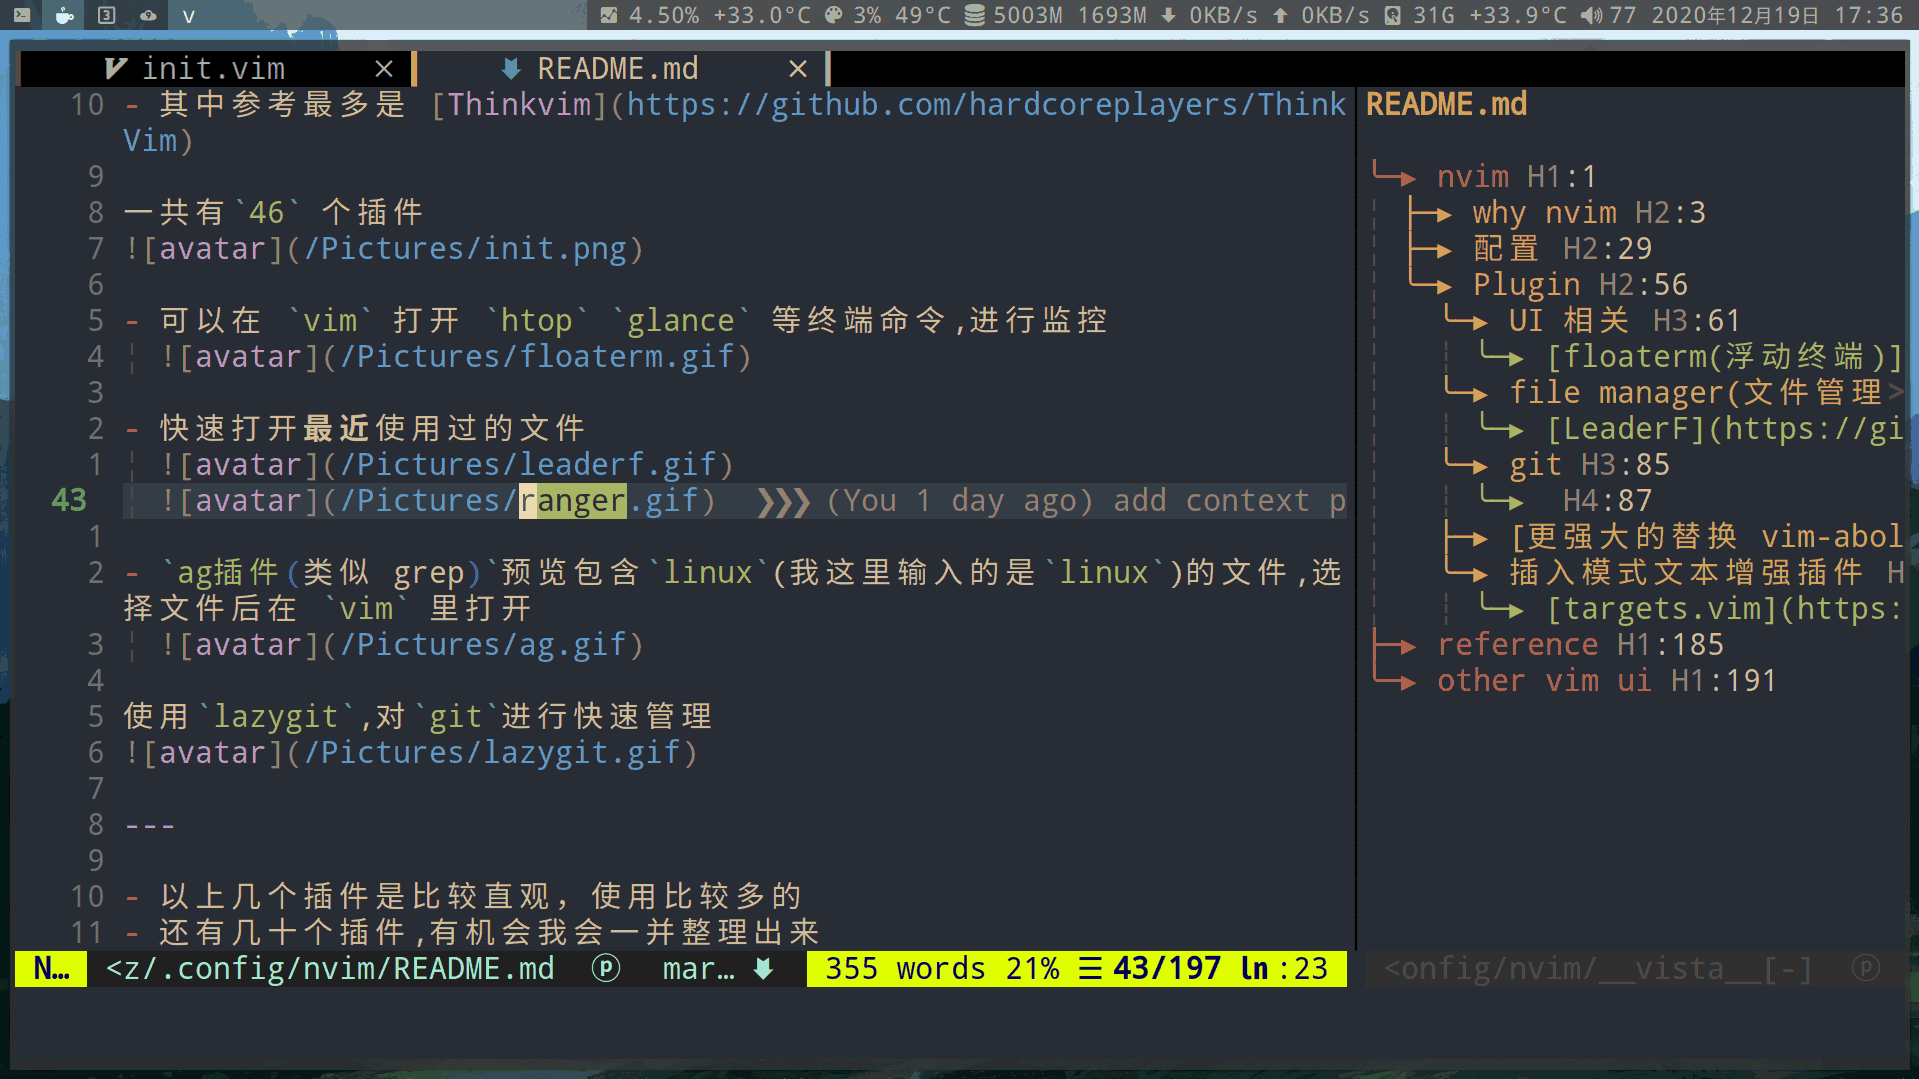 3 V 4.50% +33.0°C 3% 49°C 5003M 1693M 0KB/s 0KB/s 31G +33.9°C 77 2020年12月19日 17:36
init.vim × README.md ×
10 - 其中参考最多是 [Thinkvim](https://github.com/hardcoreplayers/Think
Vim)
9
8 一共有`46` 个插件
7 ![avatar](/Pictures/init.png)
6
5 - 可以在 `vim` 打开 `htop` `glance` 等终端命令,进行监控
4 ¦ ![avatar](/Pictures/floaterm.gif)
3
2 - 快速打开最近使用过的文件
1 ¦ ![avatar](/Pictures/leaderf.gif)
43 ¦ ![avatar](/Pictures/ranger.gif) ❯❯❯ (You 1 day ago) add context p
1
2 - `ag插件(类似 grep)`预览包含`linux`(我这里输入的是`linux`)的文件,选
择文件后在 `vim` 里打开
3 ¦ ![avatar](/Pictures/ag.gif)
4
5 使用`lazygit`,对`git`进行快速管理
6 ![avatar](/Pictures/lazygit.gif)
7
8 ---
9
10 - 以上几个插件是比较直观, 使用比较多的
11 - 还有几十个插件,有机会我会一并整理出来
README.md
nvim H1:1
why nvim H2:3
配置 H2:29
Plugin H2:56
UI 相关 H3:61
[floaterm(浮动终端)]
file manager(文件管理>
[LeaderF](https://gi
git H3:85
H4:87
[更强大的替换 vim-abol
插入模式文本增强插件 H
[targets.vim](https:
reference H1:185
other vim ui H1:191
N… <z/.config/nvim/README.md ⓟ mar… 355 words 21% ☰ 43/197 ln :23 <onfig/nvim/__vista__[-] ⓟ